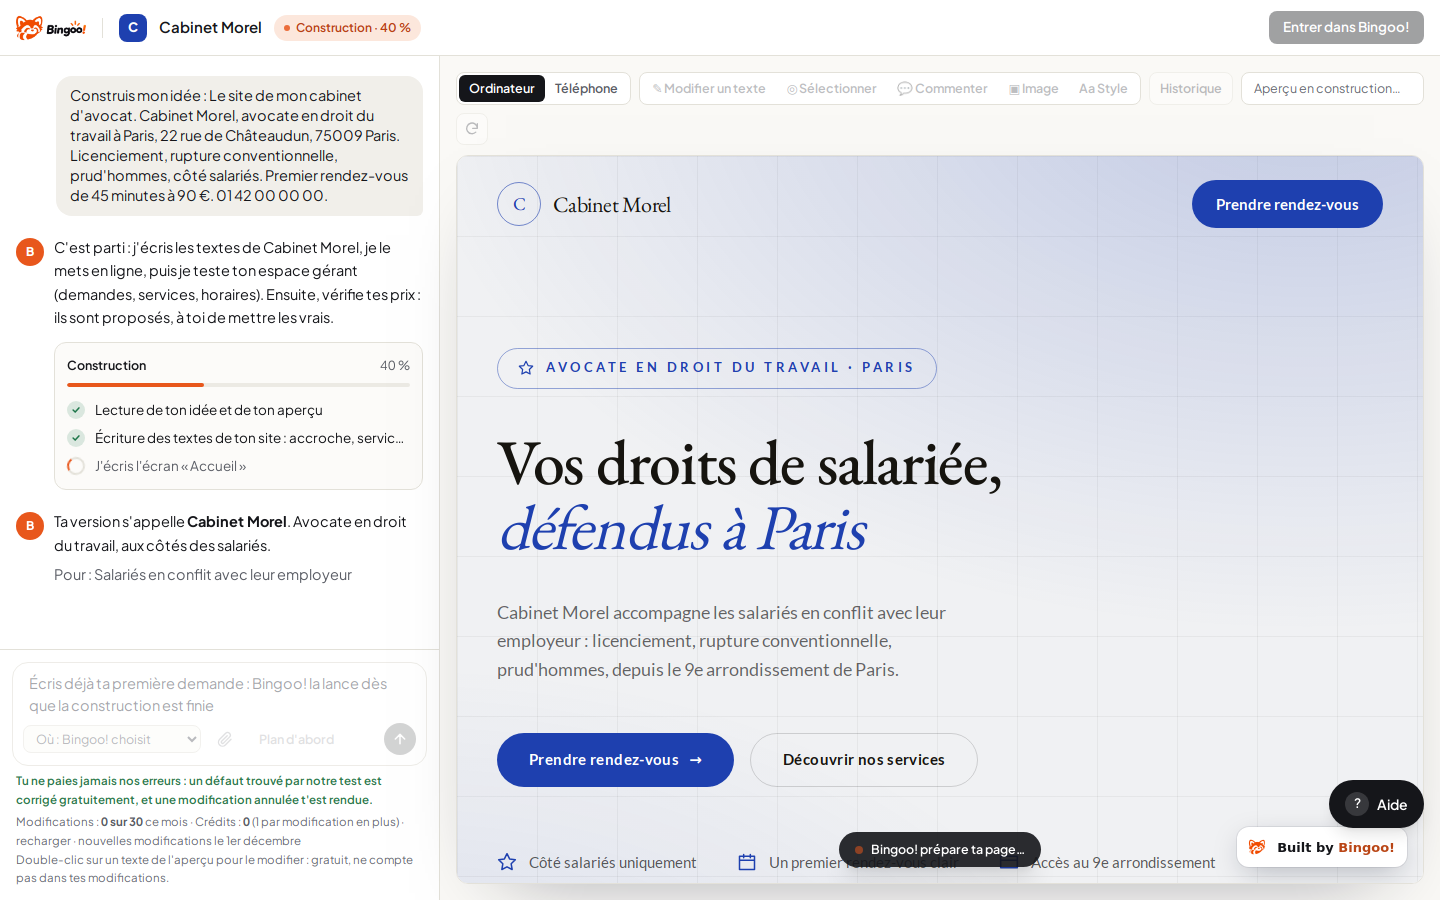 Bingoo!
C
Cabinet Morel
Construction · 40 %
Entrer dans Bingoo!
Construis mon idée : Le site de mon cabinet
d'avocat. Cabinet Morel, avocate en droit du
travail à Paris, 22 rue de Châteaudun, 75009 Paris.
Licenciement, rupture conventionnelle,
prud'hommes, côté salariés. Premier rendez-vous
de 45 minutes à 90 €. 01 42 00 00 00.
B
C'est parti : j'écris les textes de Cabinet Morel, je le
mets en ligne, puis je teste ton espace gérant
(demandes, services, horaires). Ensuite, vérifie tes prix :
ils sont proposés, à toi de mettre les vrais.
Construction
40 %
Lecture de ton idée et de ton aperçu
Écriture des textes de ton site : accroche, servic…
J'écris l'écran « Accueil »
B
Ta version s'appelle Cabinet Morel. Avocate en droit
du travail, aux côtés des salariés.
Pour : Salariés en conflit avec leur employeur
Écris déjà ta première demande : Bingoo! la lance dès
que la construction est finie
Où : Bingoo! choisit
Plan d'abord
Tu ne paies jamais nos erreurs : un défaut trouvé par notre test est
corrigé gratuitement, et une modification annulée t'est rendue.
Modifications : 0 sur 30 ce mois · Crédits : 0 (1 par modification en plus) ·
recharger · nouvelles modifications le 1er décembre
Double-clic sur un texte de l'aperçu pour le modifier : gratuit, ne compte
pas dans tes modifications.
Ordinateur
Téléphone
Modifier un texte
Sélectionner
Commenter
Image
Aa Style
Historique
Aperçu en construction…
C
Cabinet Morel
Prendre rendez-vous
AVOCATE EN DROIT DU TRAVAIL · PARIS
Vos droits de salariée,
défendus à Paris
Cabinet Morel accompagne les salariés en conflit avec leur
employeur : licenciement, rupture conventionnelle,
prud'hommes, depuis le 9e arrondissement de Paris.
Prendre rendez-vous →
Découvrir nos services
Côté salariés uniquement
Un premier rendez-vous clair
Accès au 9e arrondissement
Bingoo! prépare ta page…
? Aide
Built by Bingoo!